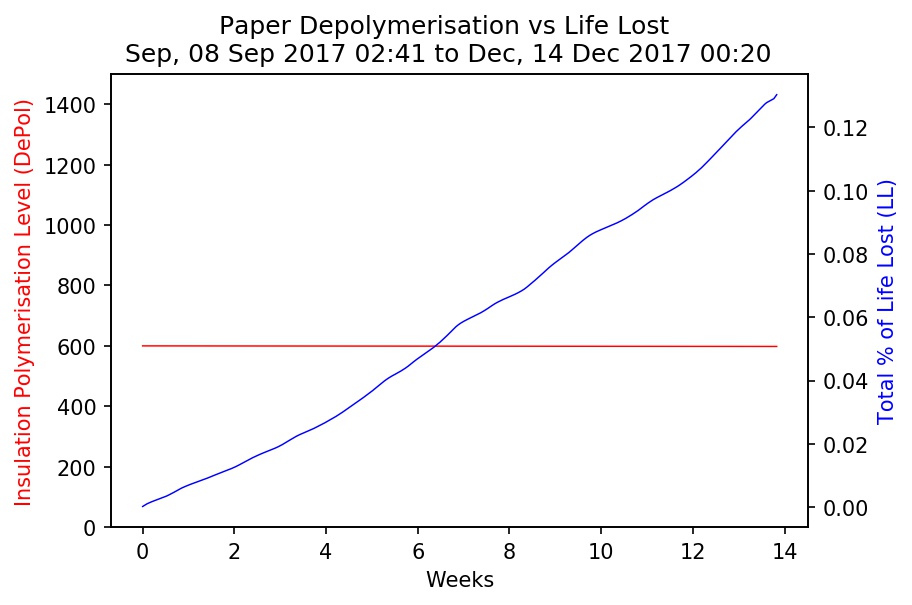 Paper Depolymerisation vs Life Lost
Sep, 08 Sep 2017 02:41 to Dec, 14 Dec 2017 00:20
Insulation Polymerisation Level (DePol)
1400
1200
1000
800
600
400
200
0
0.12
0.10
0.08
0.06
0.04
0.02
0.00
Total % of Life Lost (LL)
0 2 4 6 8 10 12 14
Weeks